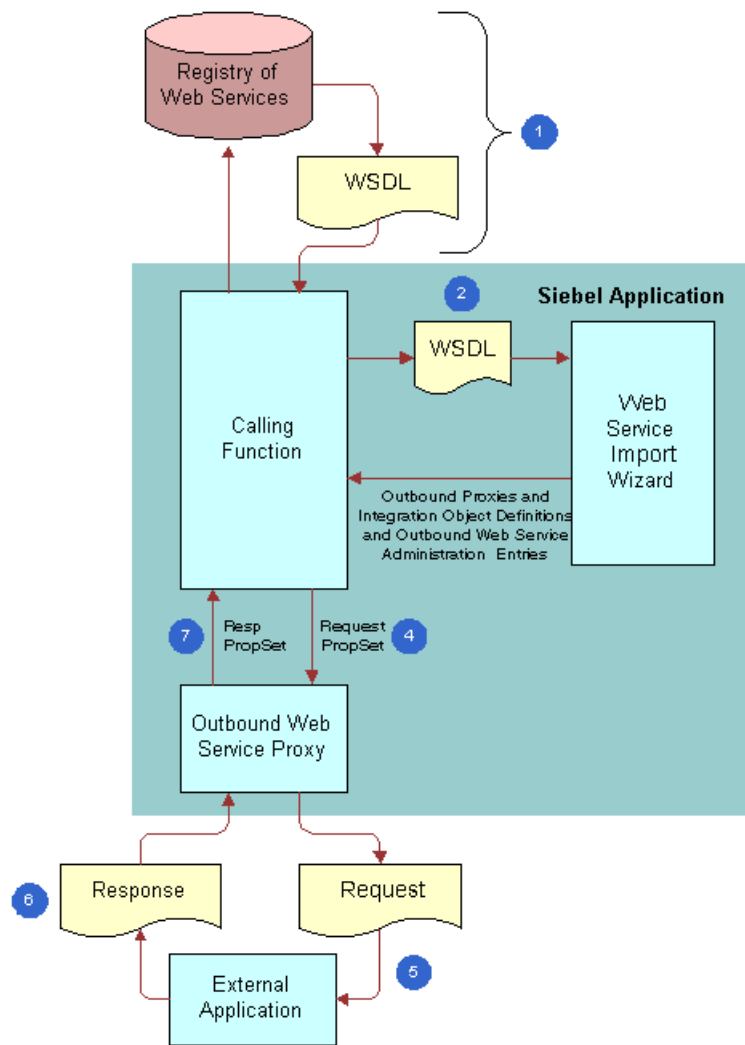 Registry of
Web Services
1
WSDL
2
Siebel Application
WSDL
Web
Service
Import
Wizard
Calling
Function
Outbound Proxies and
Integration Object Definitions
and Outbound Web Service
Administration Entries
7
Resp
PropSet
Request
PropSet
4
Outbound Web
Service Proxy
6
Response
Request
5
External
Application